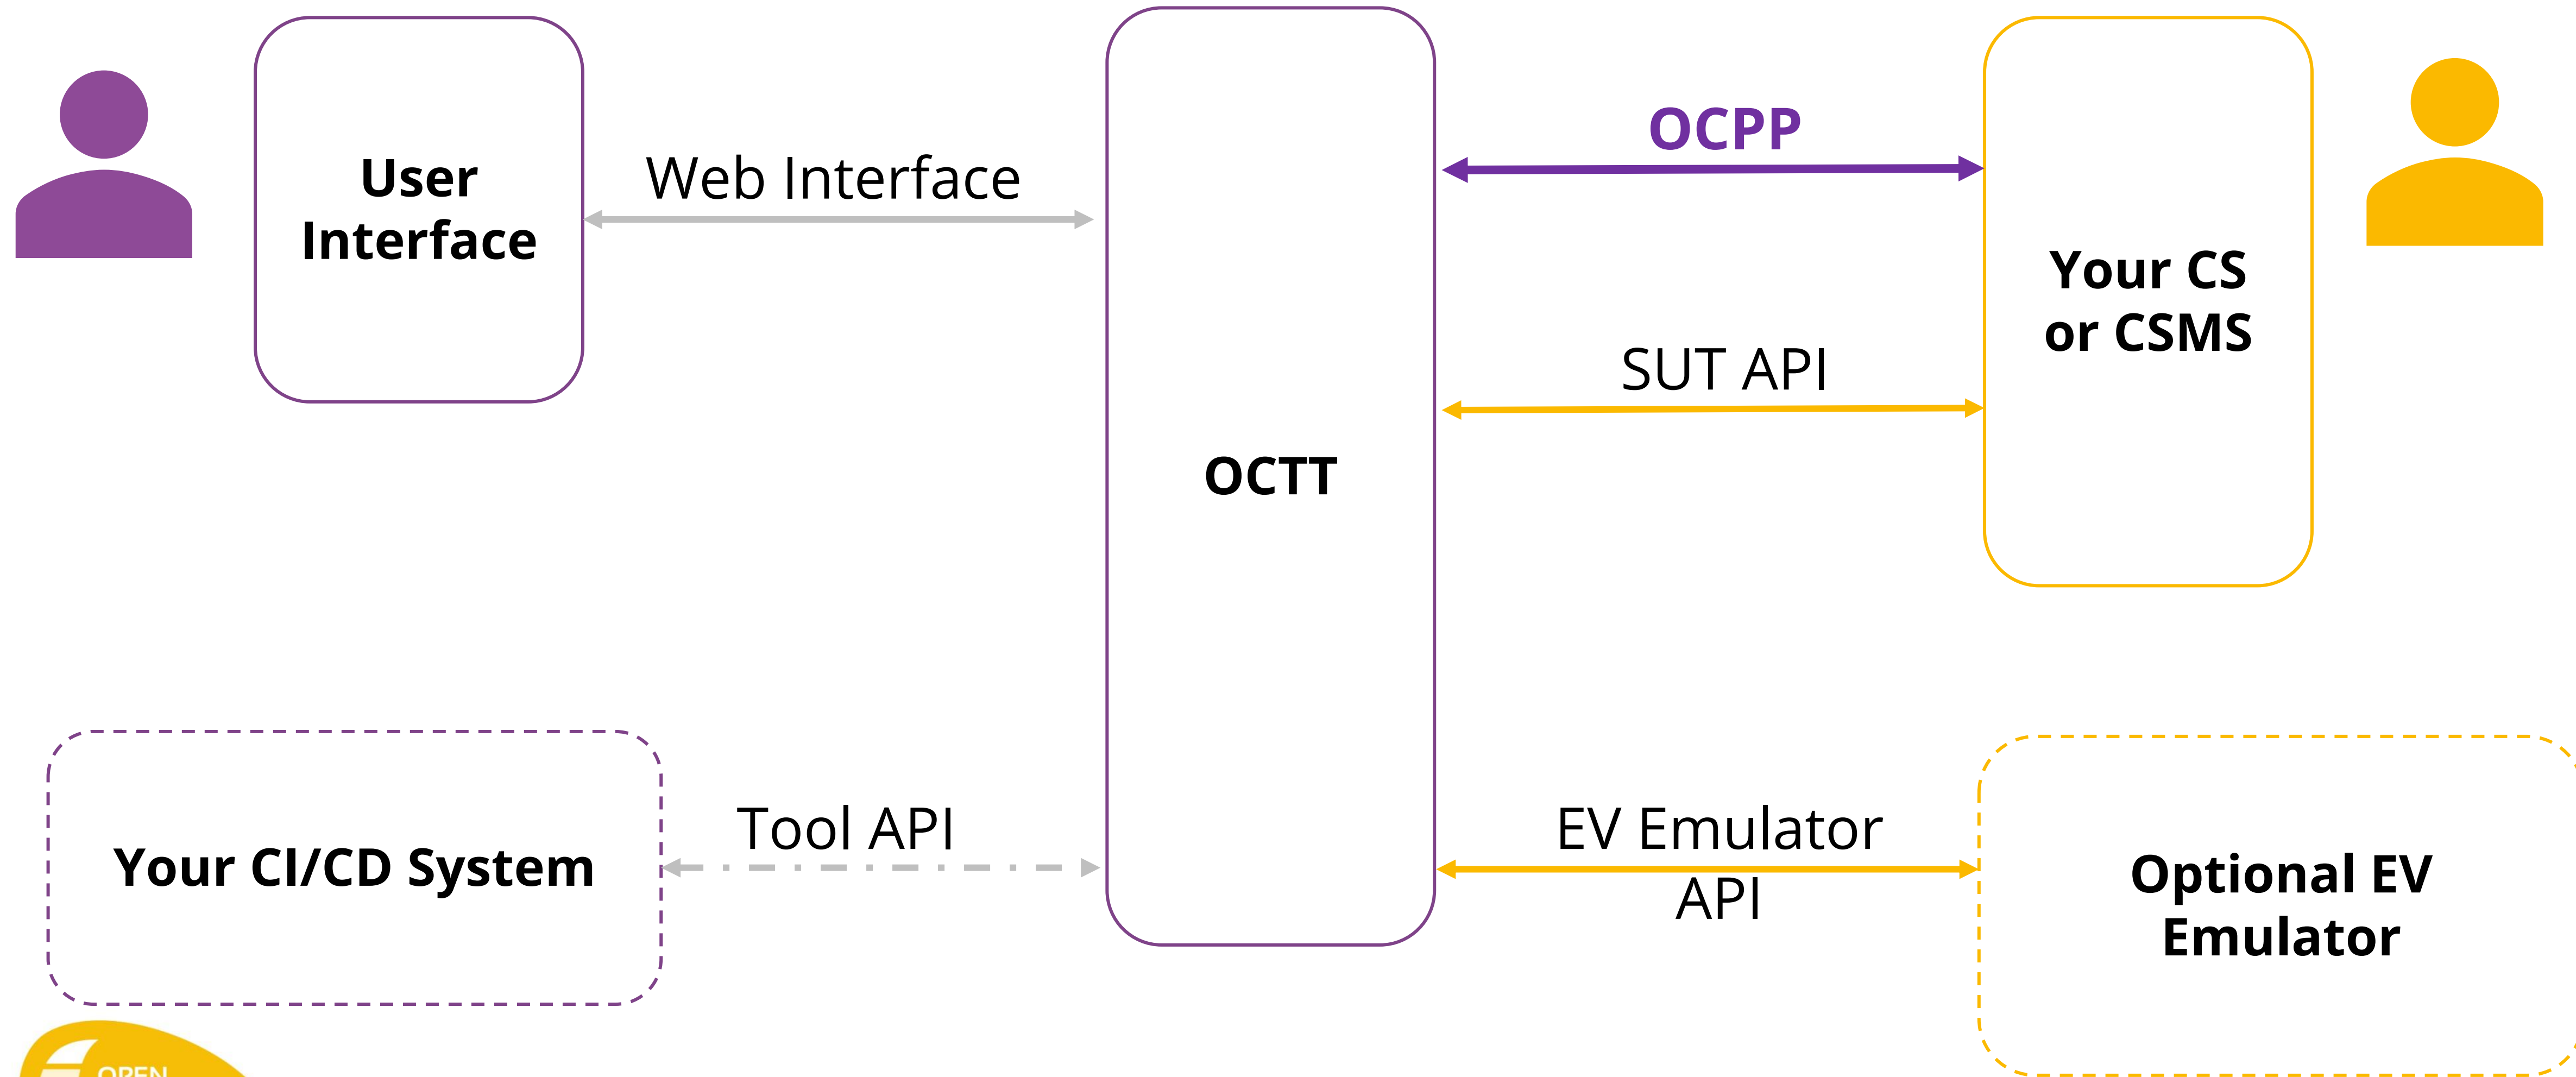 User
Interface
Web Interface
OCTT
OCPP
SUT API
Your CS
or CSMS
Your CI/CD System
Tool API
EV Emulator
API
Optional EV
Emulator
OPEN